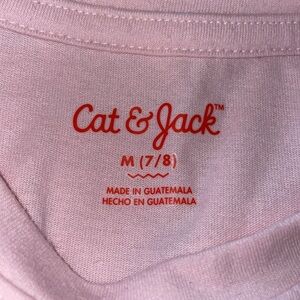 Cat & Jack™
M (7/8)
MADE IN GUATEMALA
HECHO EN GUATEMALA